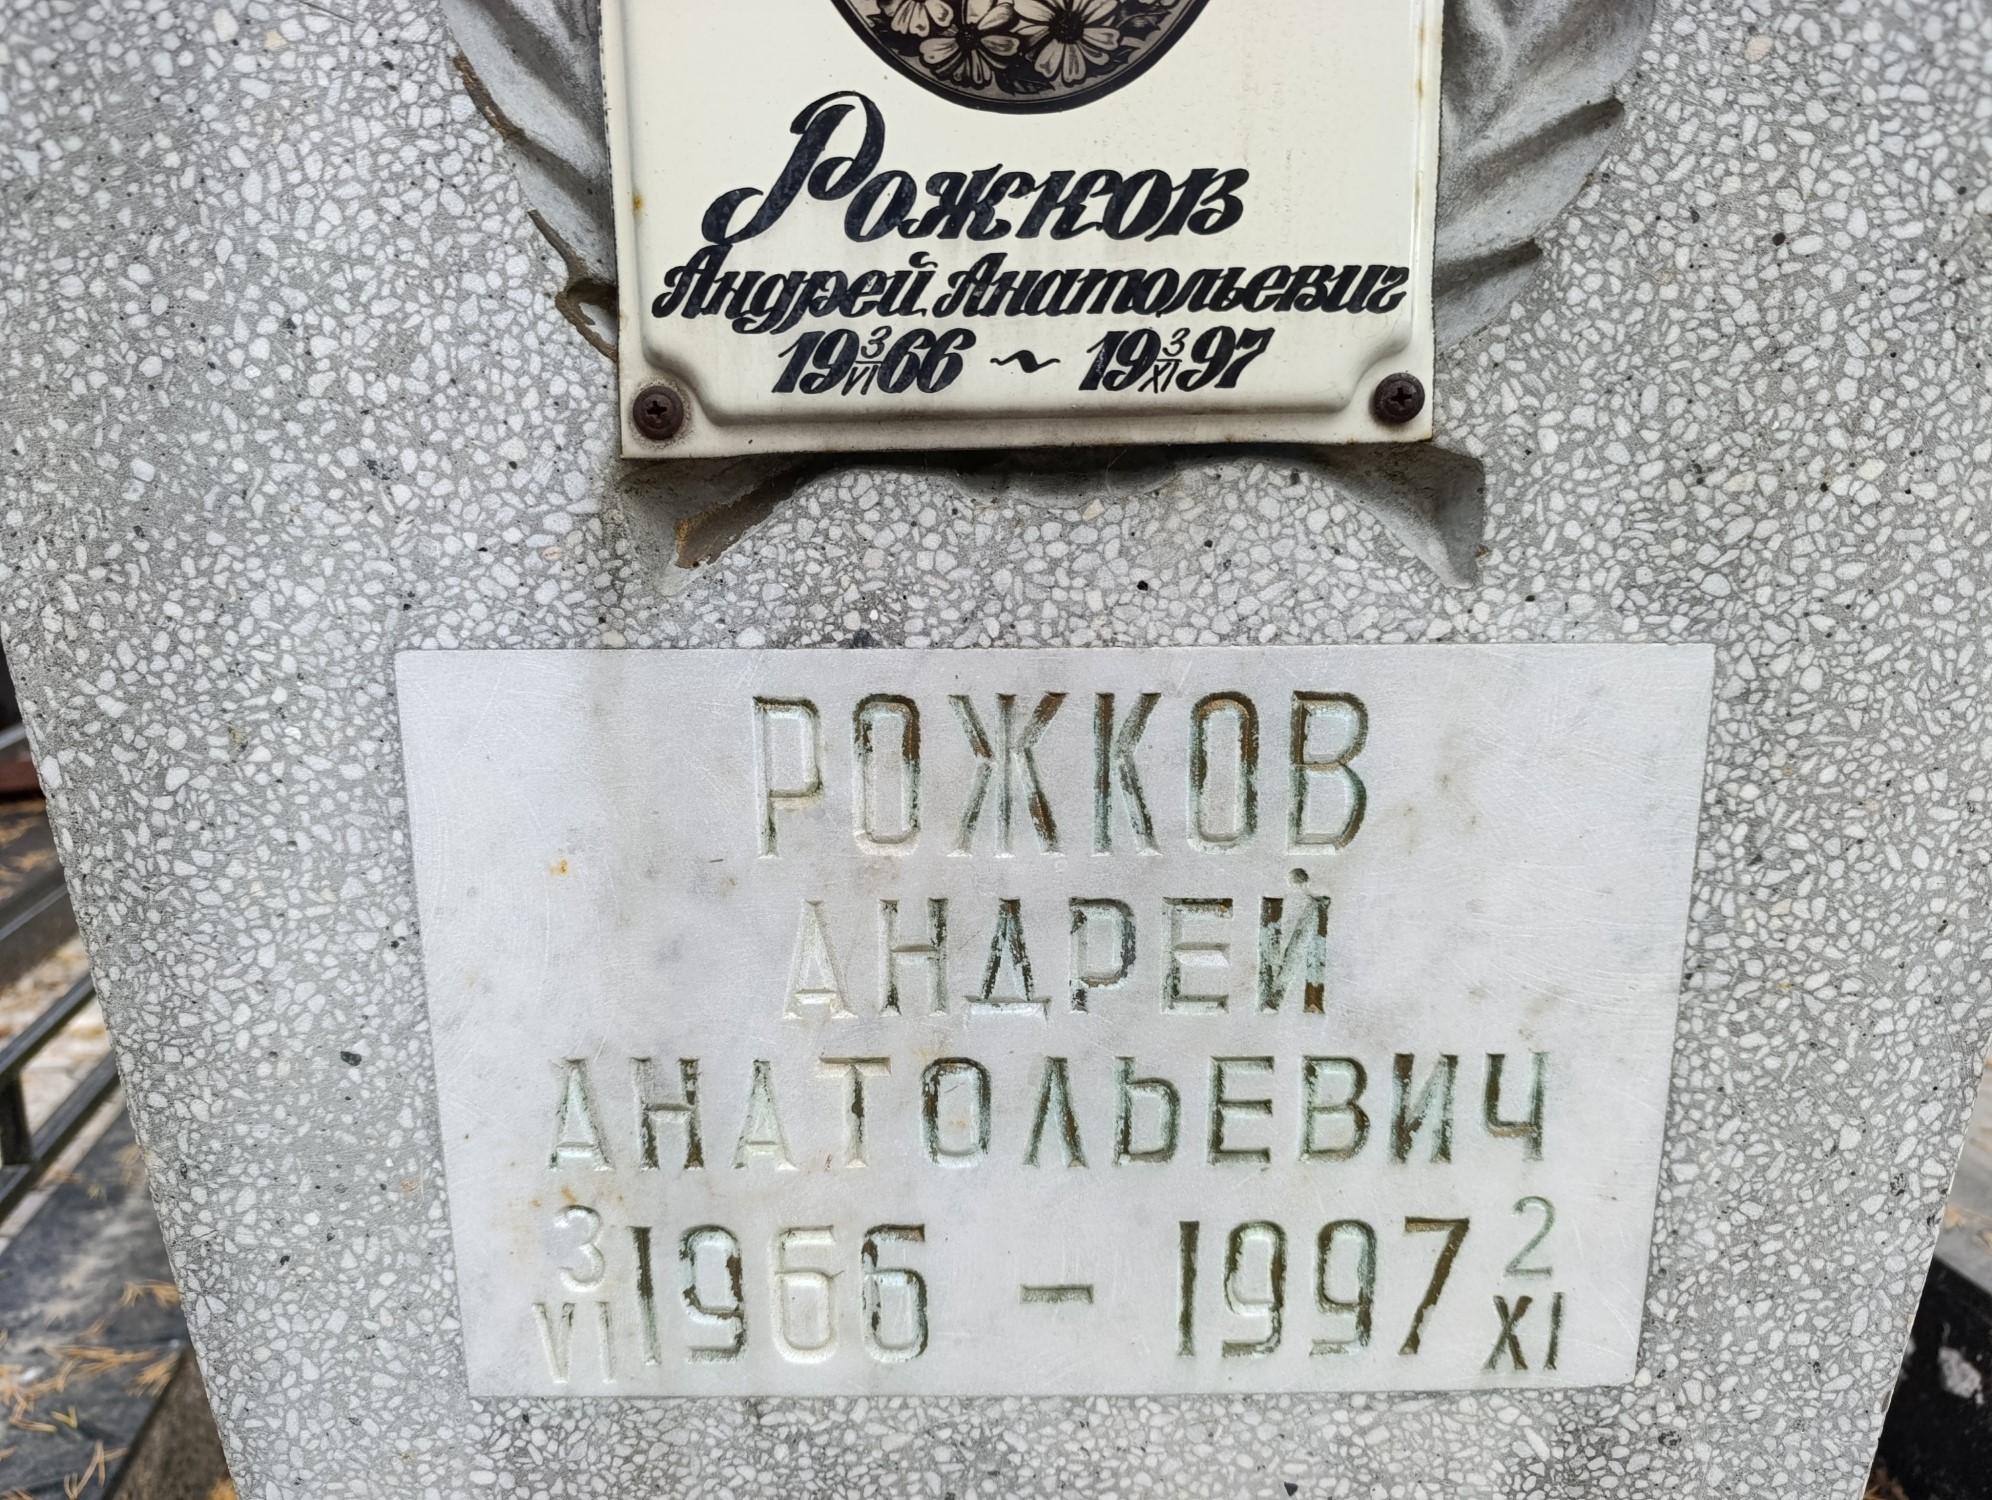 Рожков
Андрей Анатольевич
19 3/VI 66 ~ 19 3/XI 97
РОЖКОВ
АНДРЕЙ
АНАТОЛЬЕВИЧ
3/VI 1966 - 1997 2/XI